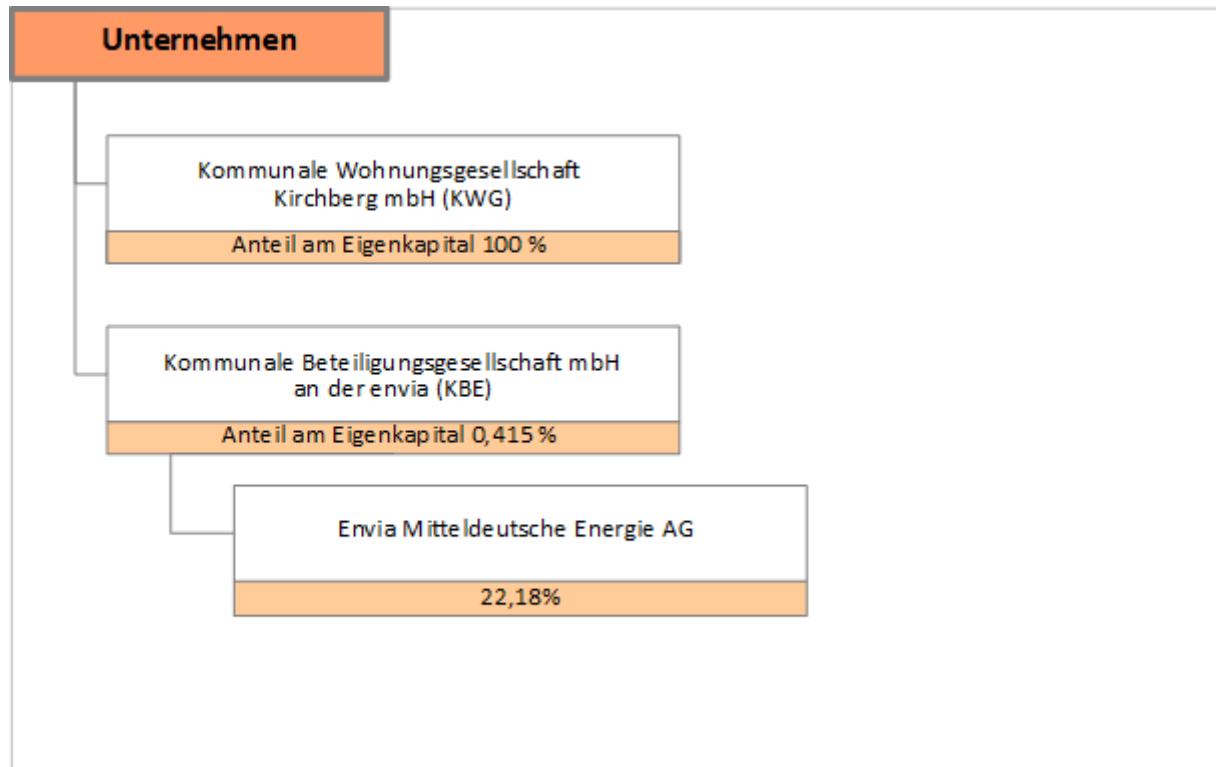 Unternehmen
Kommunale Wohnungsgesellschaft
Kirchberg mbH (KWG)
Anteil am Eigenkapital 100 %
Kommunale Beteiligungsgesellschaft mbH
an der envia (KBE)
Anteil am Eigenkapital 0,415 %
Envia Mitteldeutsche Energie AG
22,18%